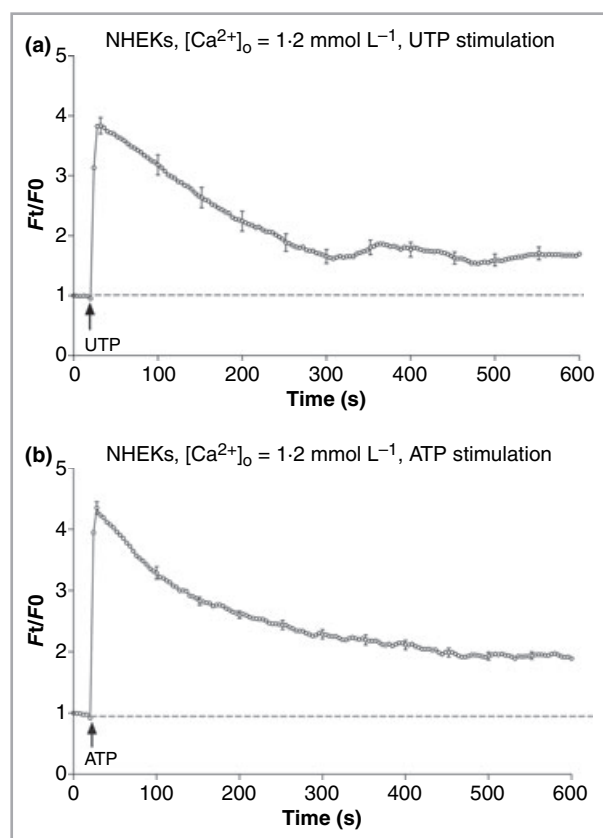 (a) NHEKs, [Ca²⁺]ₒ = 1·2 mmol L⁻¹, UTP stimulation
5
4
3
2
1
0
Ft/F0
UTP
100 200 300 400 500 600
Time (s)
(b) NHEKs, [Ca²⁺]ₒ = 1·2 mmol L⁻¹, ATP stimulation
5
4
3
2
1
0
Ft/F0
ATP
0 100 200 300 400 500 600
Time (s)